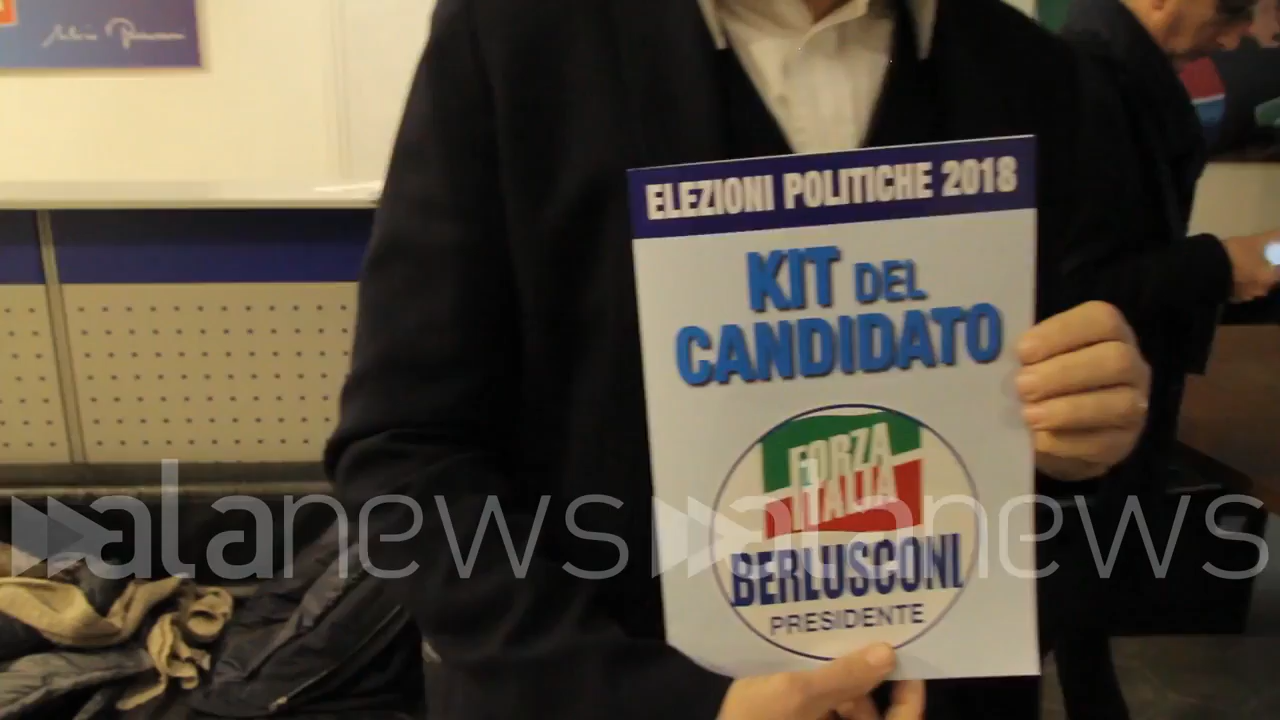 ELEZIONI POLITICHE 2018
KIT DEL
CANDIDATO
FORZA
ITALIA
BERLUSCONI
PRESIDENTE
alanews alanews